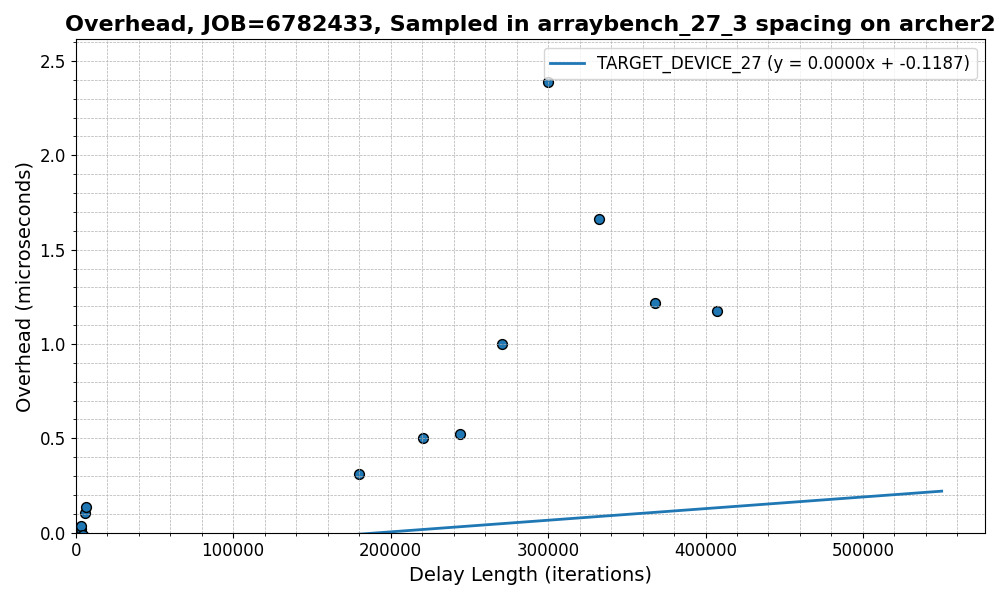 Overhead, JOB=6782433, Sampled in arraybench_27_3 spacing on archer2
TARGET_DEVICE_27 (y = 0.0000x + -0.1187)
Overhead (microseconds)
2.5
2.0
1.5
1.0
0.5
0.0
0 100000 200000 300000 400000 500000
Delay Length (iterations)